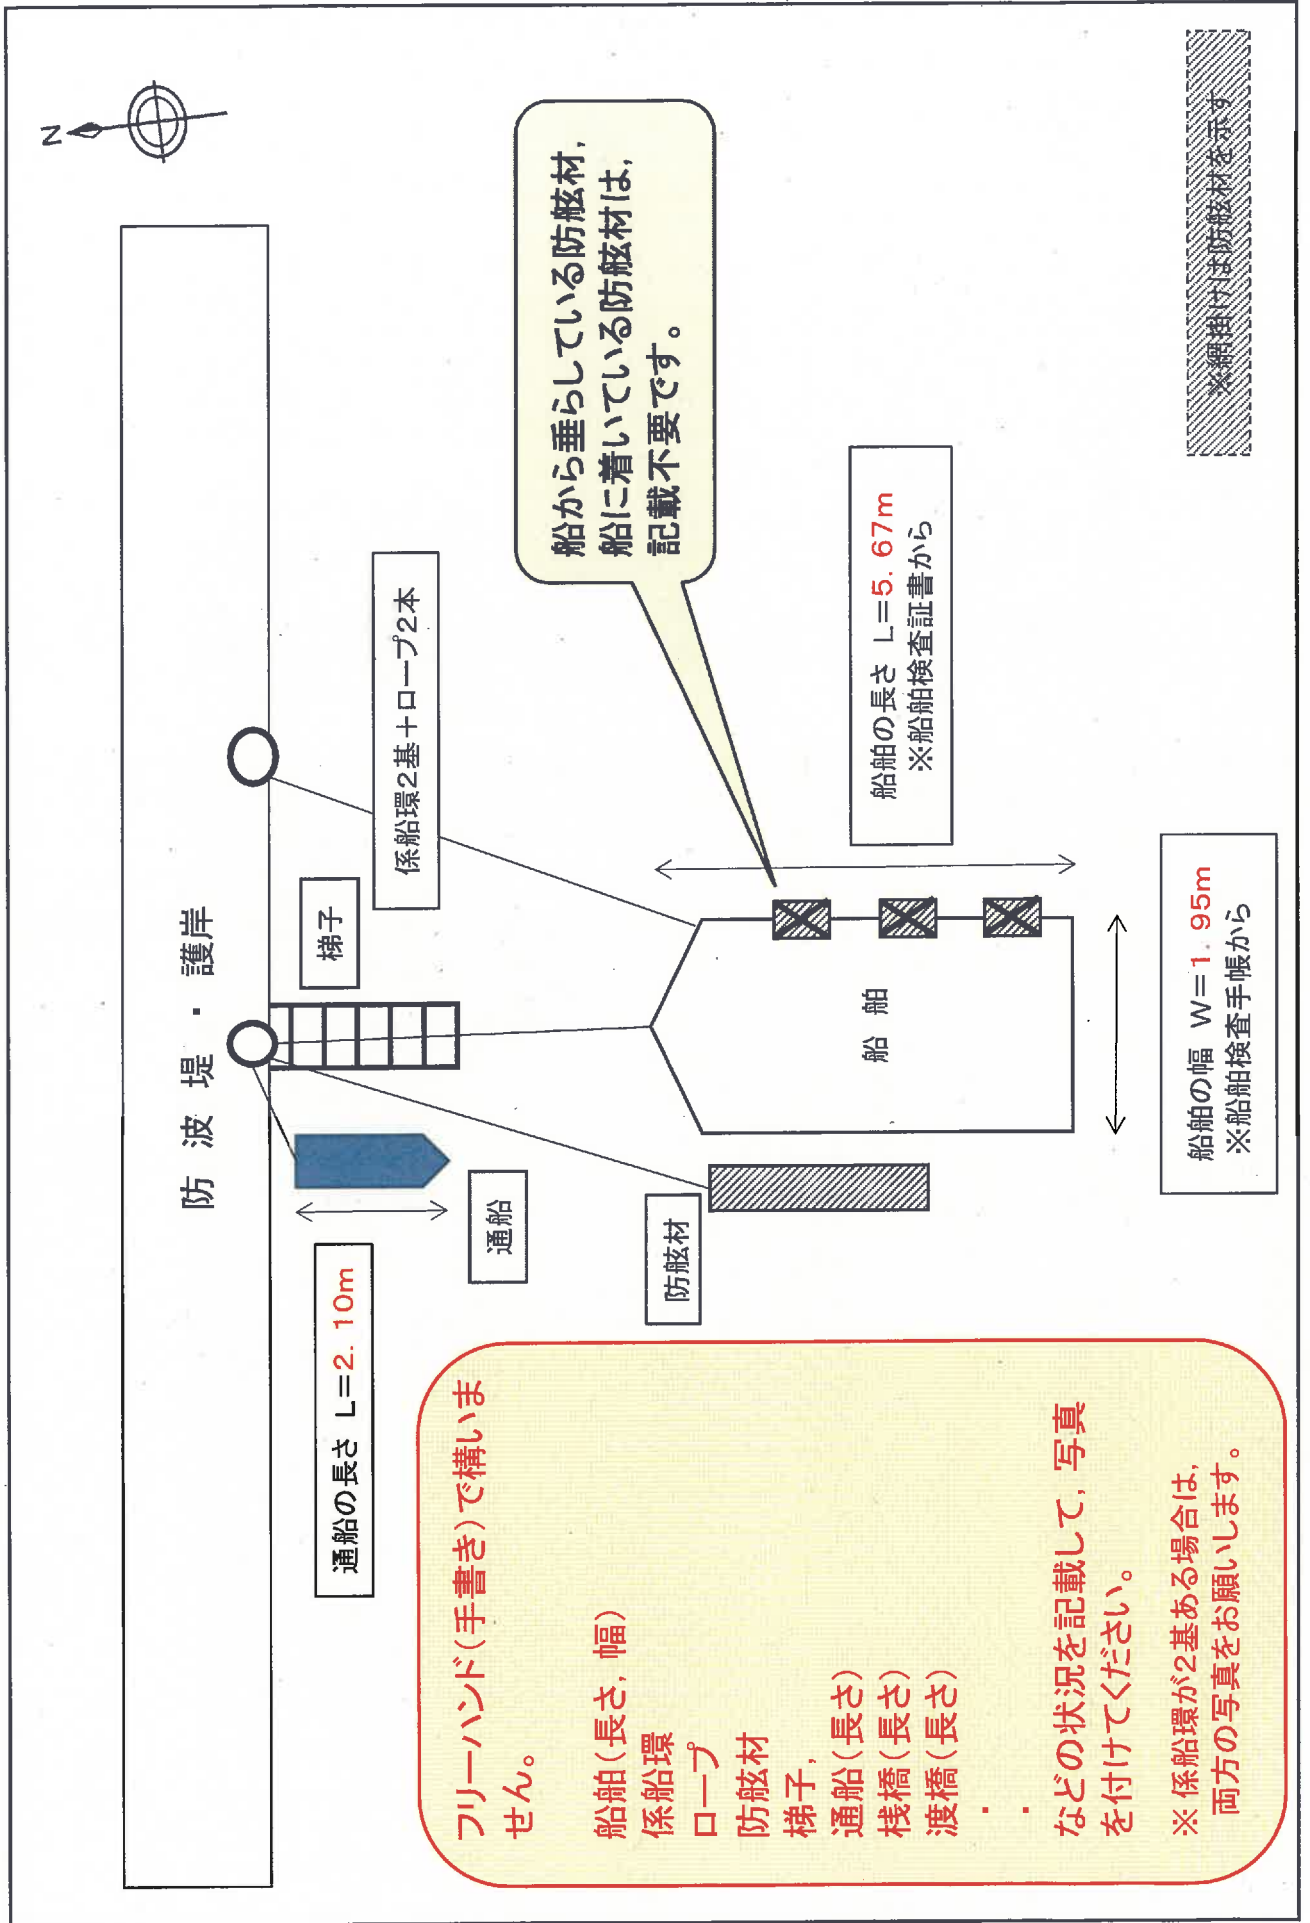 N
防 波 堤 ・ 護岸
梯子
係船環2基＋ロープ2本
船から垂らしている防舷材，
船に着いている防舷材は，
記載不要です。
通船の長さ L＝2．10m
通船
防舷材
船 舶
船舶の長さ L＝5．67m
※船舶検査証書から
船舶の幅 W＝1．95m
※船舶検査手帳から
※網掛けは防舷材を示す
フリーハンド（手書き）で構いま
せん。
船舶（長さ，幅）
係船環
ロープ
防舷材
梯子，
通船（長さ）
桟橋（長さ）
渡橋（長さ）
・
・
などの状況を記載して，写真
を付けてください。
※ 係船環が2基ある場合は，
両方の写真をお願いします。